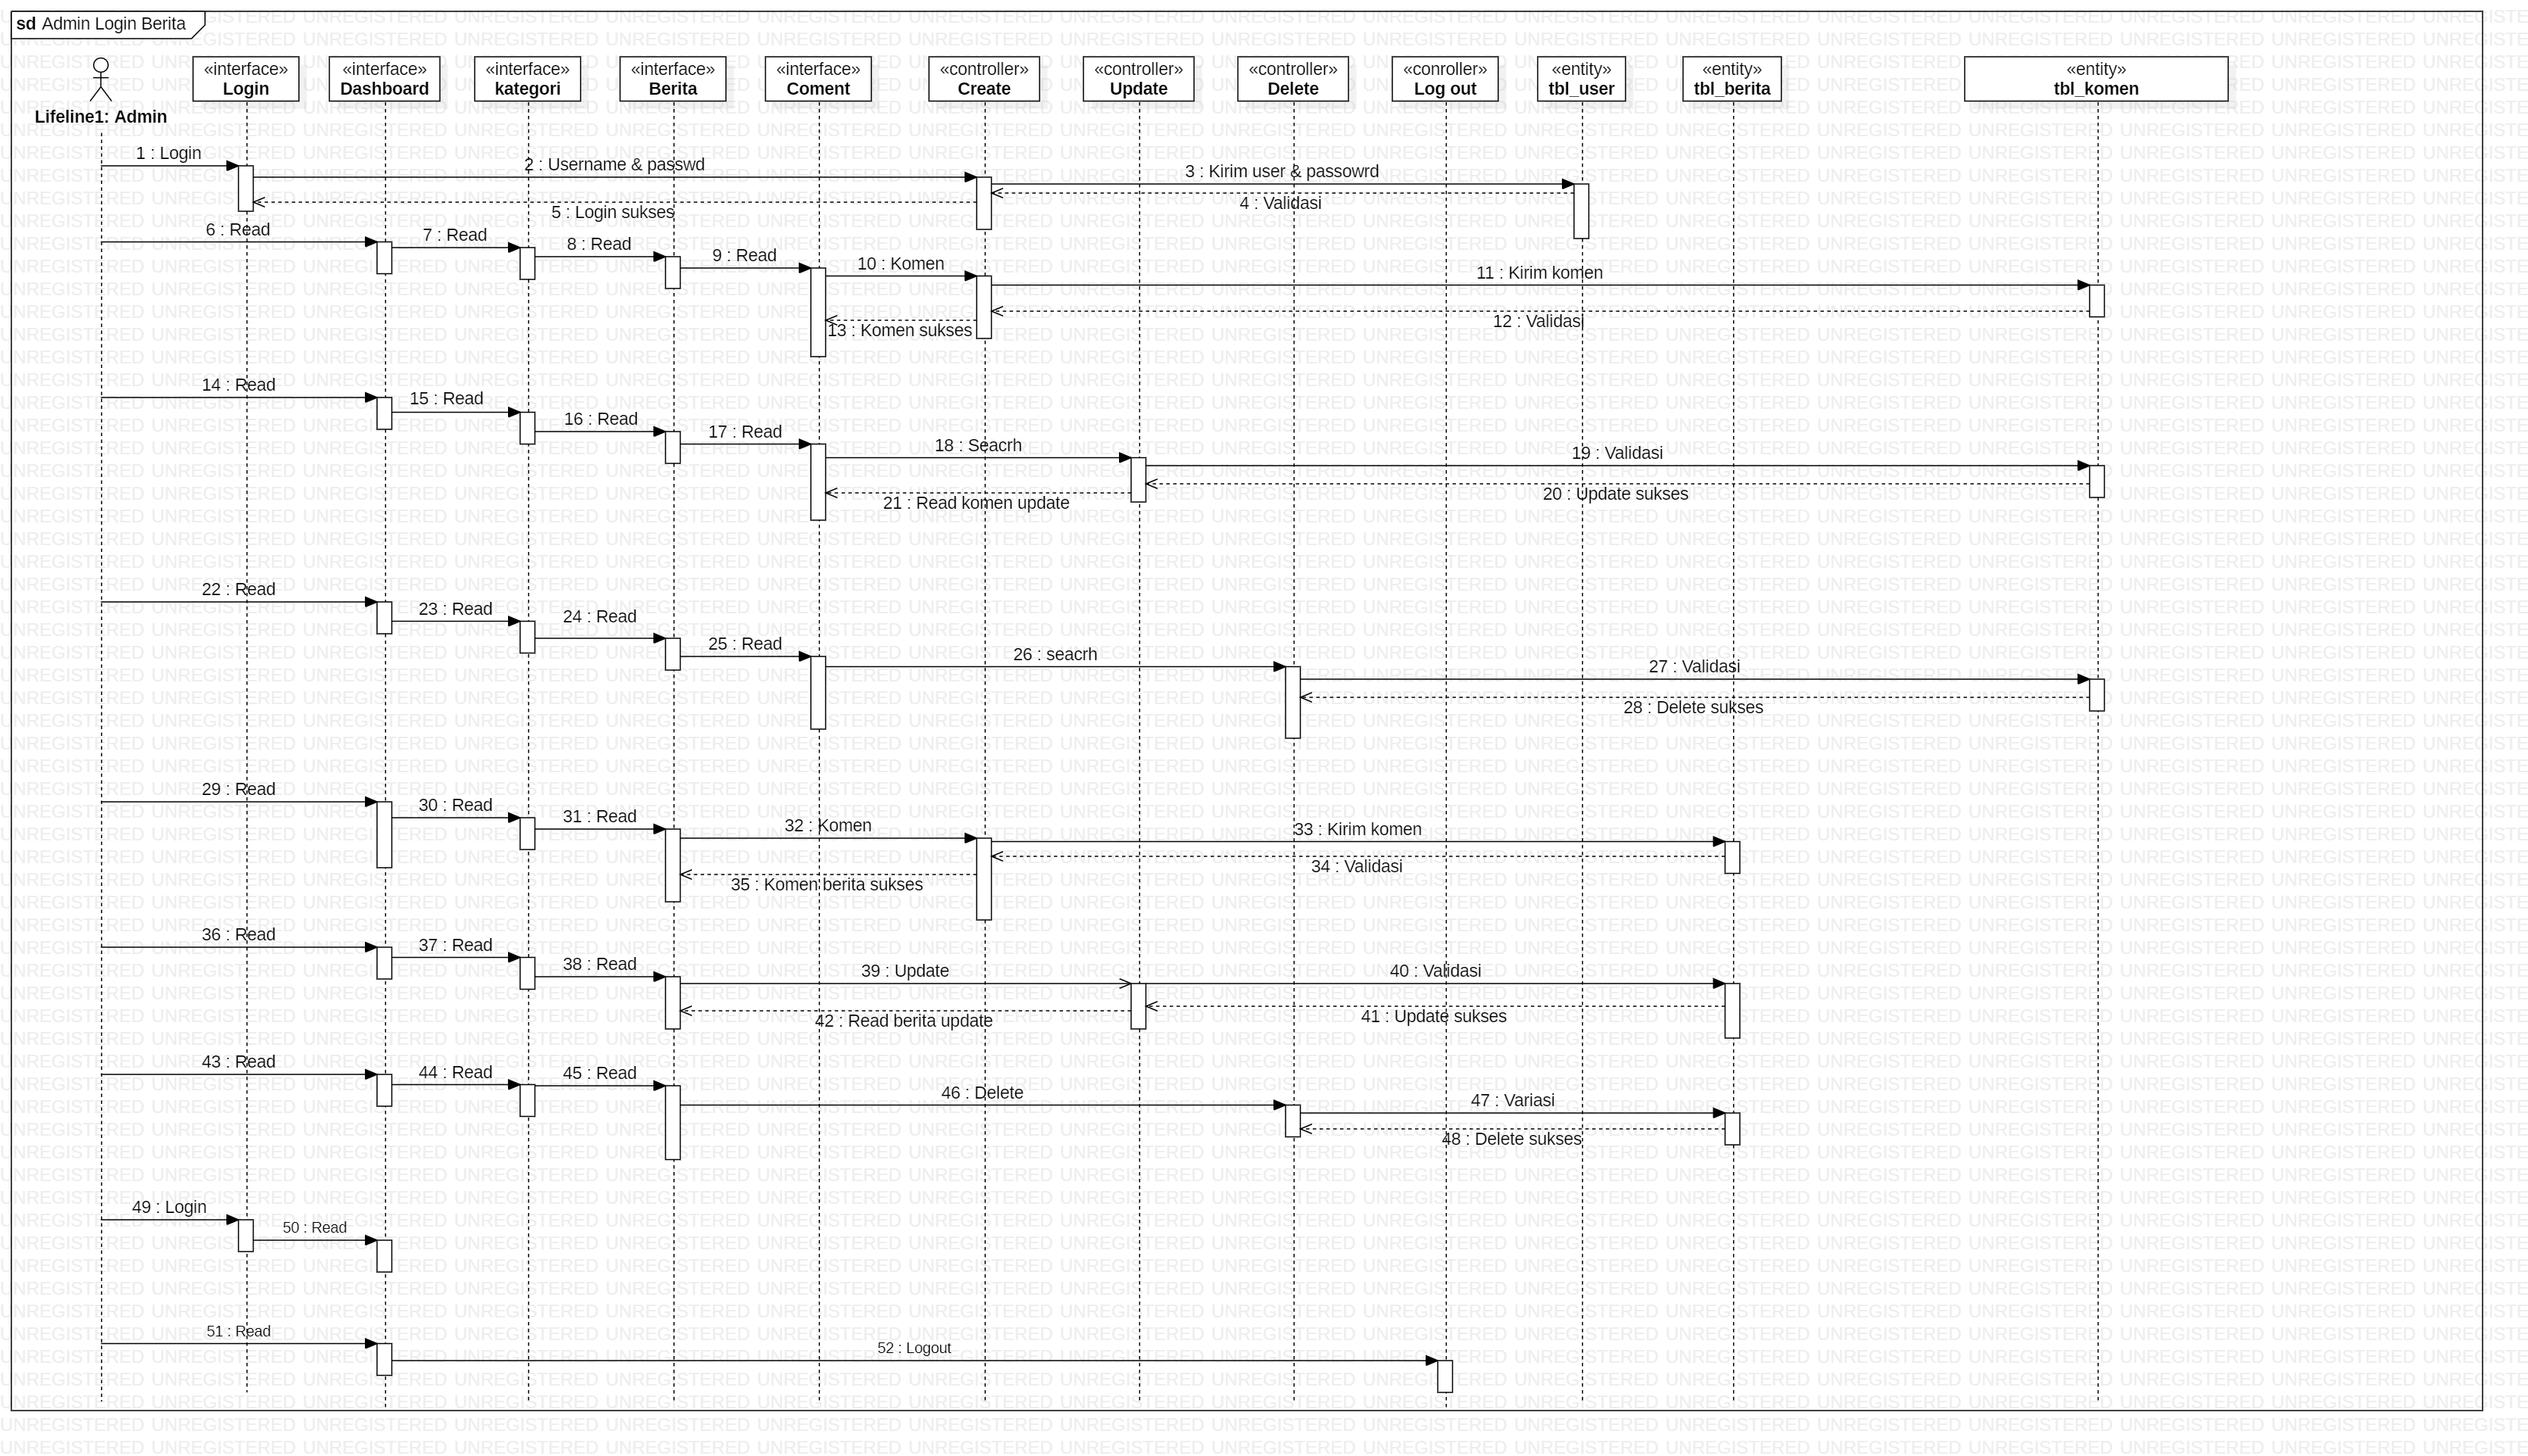 sd Admin Login Berita
«interface»
Login
«interface»
Dashboard
«interface»
kategori
«interface»
Berita
«interface»
Coment
«controller»
Create
«controller»
Update
«controller»
Delete
«conroller»
Log out
«entity»
tbl_user
«entity»
tbl_berita
«entity»
tbl_komen
Lifeline1: Admin
1 : Login
2 : Username & passwd
3 : Kirim user & passowrd
4 : Validasi
5 : Login sukses
6 : Read
7 : Read
8 : Read
9 : Read
10 : Komen
11 : Kirim komen
12 : Validasi
13 : Komen sukses
14 : Read
15 : Read
16 : Read
17 : Read
18 : Seacrh
19 : Validasi
20 : Update sukses
21 : Read komen update
22 : Read
23 : Read
24 : Read
25 : Read
26 : seacrh
27 : Validasi
28 : Delete sukses
29 : Read
30 : Read
31 : Read
32 : Komen
33 : Kirim komen
34 : Validasi
35 : Komen berita sukses
36 : Read
37 : Read
38 : Read
39 : Update
40 : Validasi
41 : Update sukses
42 : Read berita update
43 : Read
44 : Read
45 : Read
46 : Delete
47 : Variasi
48 : Delete sukses
49 : Login
50 : Read
51 : Read
52 : Logout
UNREGISTERED